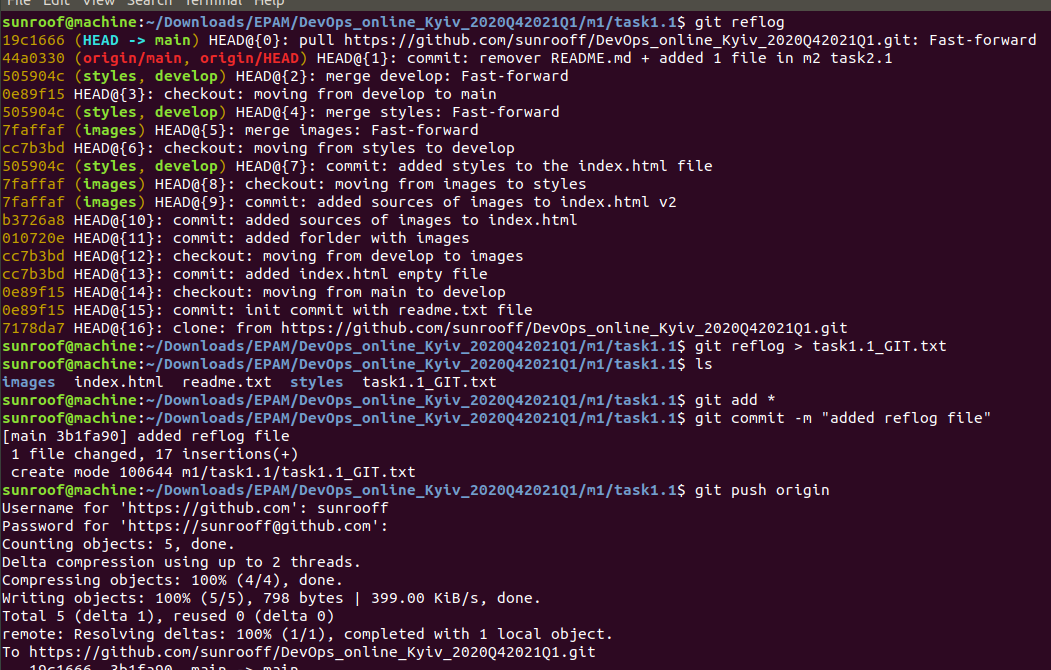 File Edit View Search Terminal Help
sunroof@machine:~/Downloads/EPAM/DevOps_online_Kyiv_2020Q42021Q1/m1/task1.1$ git reflog
19c1666 (HEAD -> main) HEAD@{0}: pull https://github.com/sunrooff/DevOps_online_Kyiv_2020Q42021Q1.git: Fast-forward
44a0330 (origin/main, origin/HEAD) HEAD@{1}: commit: remover README.md + added 1 file in m2 task2.1
505904c (styles, develop) HEAD@{2}: merge develop: Fast-forward
0e89f15 HEAD@{3}: checkout: moving from develop to main
505904c (styles, develop) HEAD@{4}: merge styles: Fast-forward
7faffaf (images) HEAD@{5}: merge images: Fast-forward
cc7b3bd HEAD@{6}: checkout: moving from styles to develop
505904c (styles, develop) HEAD@{7}: commit: added styles to the index.html file
7faffaf (images) HEAD@{8}: checkout: moving from images to styles
7faffaf (images) HEAD@{9}: commit: added sources of images to index.html v2
b3726a8 HEAD@{10}: commit: added sources of images to index.html
010720e HEAD@{11}: commit: added forlder with images
cc7b3bd HEAD@{12}: checkout: moving from develop to images
cc7b3bd HEAD@{13}: commit: added index.html empty file
0e89f15 HEAD@{14}: checkout: moving from main to develop
0e89f15 HEAD@{15}: commit: init commit with readme.txt file
7178da7 HEAD@{16}: clone: from https://github.com/sunrooff/DevOps_online_Kyiv_2020Q42021Q1.git
sunroof@machine:~/Downloads/EPAM/DevOps_online_Kyiv_2020Q42021Q1/m1/task1.1$ git reflog > task1.1_GIT.txt
sunroof@machine:~/Downloads/EPAM/DevOps_online_Kyiv_2020Q42021Q1/m1/task1.1$ ls
images index.html readme.txt styles task1.1_GIT.txt
sunroof@machine:~/Downloads/EPAM/DevOps_online_Kyiv_2020Q42021Q1/m1/task1.1$ git add *
sunroof@machine:~/Downloads/EPAM/DevOps_online_Kyiv_2020Q42021Q1/m1/task1.1$ git commit -m "added reflog file"
[main 3b1fa90] added reflog file
1 file changed, 17 insertions(+)
create mode 100644 m1/task1.1/task1.1_GIT.txt
sunroof@machine:~/Downloads/EPAM/DevOps_online_Kyiv_2020Q42021Q1/m1/task1.1$ git push origin
Username for 'https://github.com': sunrooff
Password for 'https://sunrooff@github.com':
Counting objects: 5, done.
Delta compression using up to 2 threads.
Compressing objects: 100% (4/4), done.
Writing objects: 100% (5/5), 798 bytes | 399.00 KiB/s, done.
Total 5 (delta 1), reused 0 (delta 0)
remote: Resolving deltas: 100% (1/1), completed with 1 local object.
To https://github.com/sunrooff/DevOps_online_Kyiv_2020Q42021Q1.git
19c1666..3b1fa90 main -> main